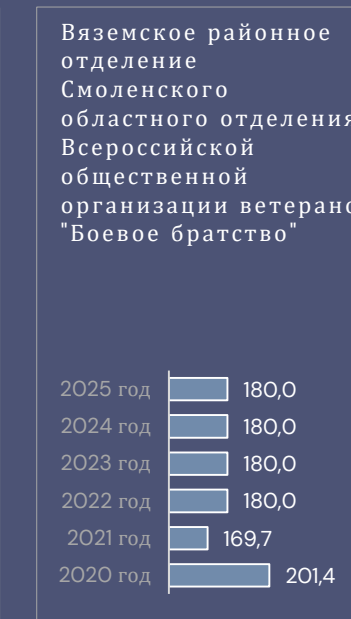 Вяземское районное
отделение
Смоленского
областного отделения
Всероссийской
общественной
организации ветерано
"Боевое братство"
2025 год 180,0
2024 год 180,0
2023 год 180,0
2022 год 180,0
2021 год 169,7
2020 год 201,4